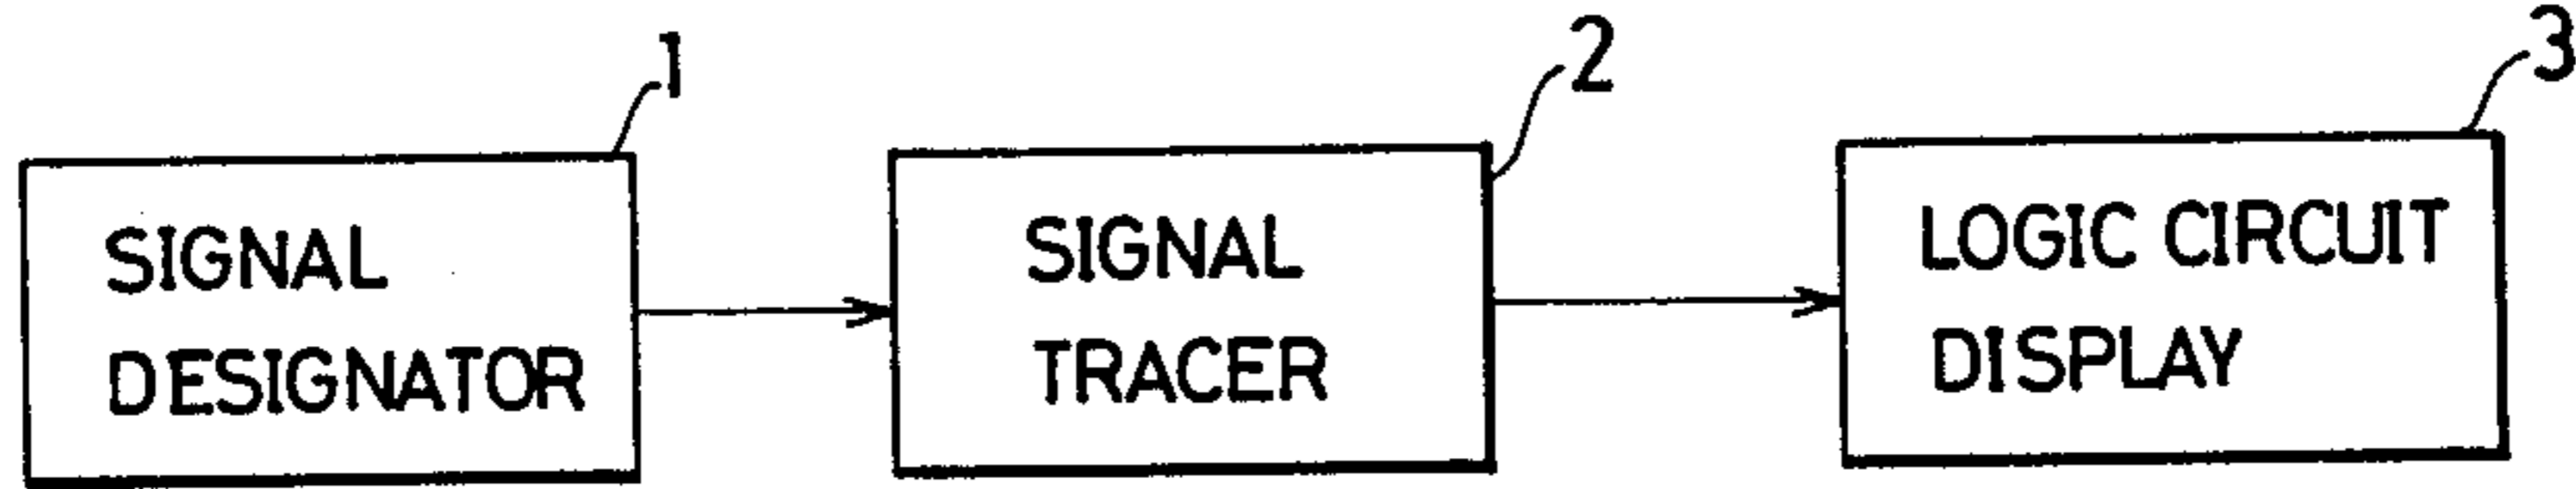 1
SIGNAL
DESIGNATOR
2
SIGNAL
TRACER
3
LOGIC CIRCUIT
DISPLAY